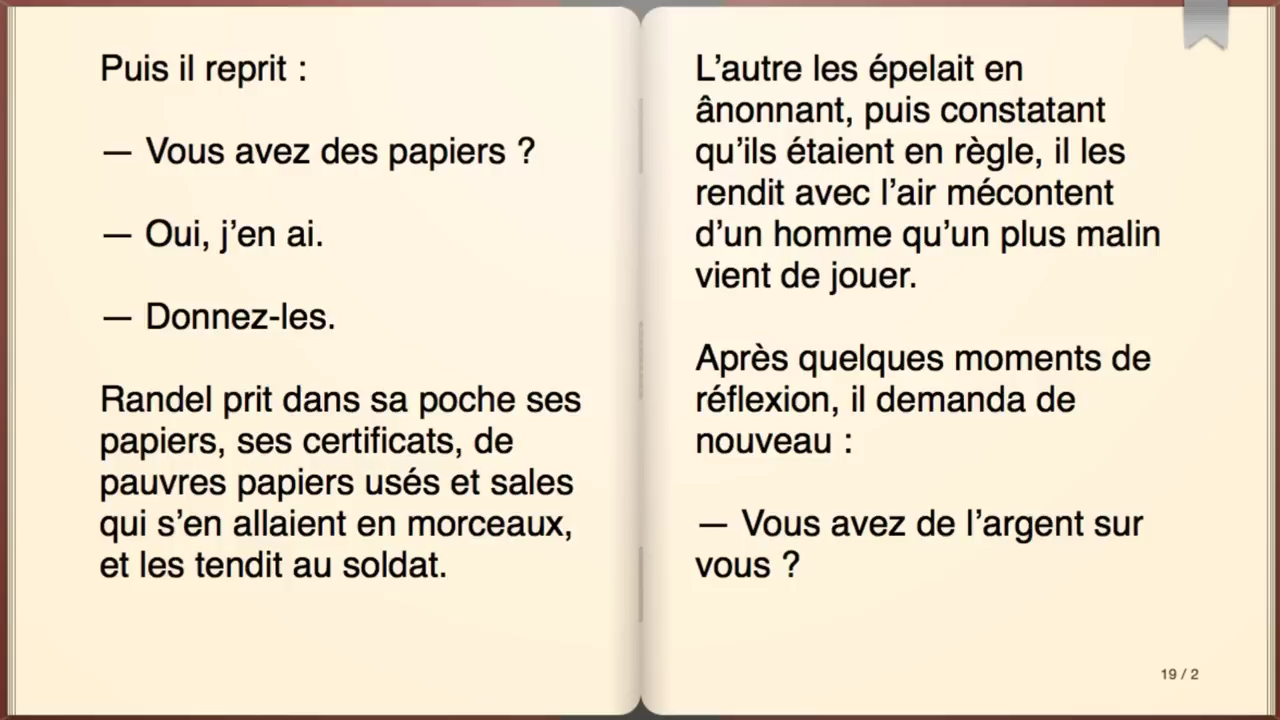 Puis il reprit :
— Vous avez des papiers ?
— Oui, j’en ai.
— Donnez-les.
Randel prit dans sa poche ses
papiers, ses certificats, de
pauvres papiers usés et sales
qui s’en allaient en morceaux,
et les tendit au soldat.
L’autre les épelait en
ânonnant, puis constatant
qu’ils étaient en règle, il les
rendit avec l’air mécontent
d’un homme qu’un plus malin
vient de jouer.
Après quelques moments de
réflexion, il demanda de
nouveau :
— Vous avez de l’argent sur
vous ?
19 / 2